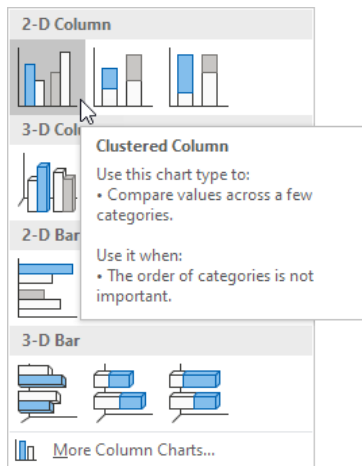 2-D Column
3-D Col
Clustered Column
Use this chart type to:
• Compare values across a few
categories.
Use it when:
• The order of categories is not
important.
2-D Bar
3-D Bar
More Column Charts...